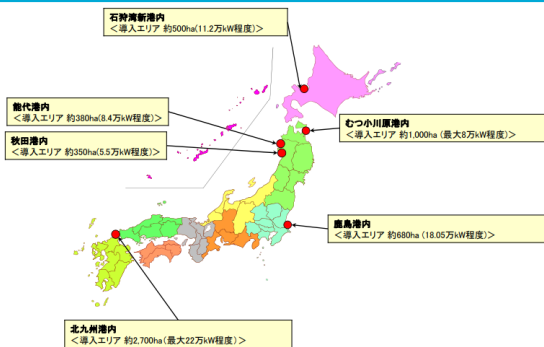 石狩湾新港内
＜導入エリア 約500ha(11.2万kW程度)＞
能代港内
＜導入エリア 約380ha(8.4万kW程度)＞
秋田港内
＜導入エリア 約350ha(5.5万kW程度)＞
むつ小川原港内
＜導入エリア 約1,000ha (最大8万kW程度)＞
鹿島港内
＜導入エリア 約680ha (18.05万kW程度)＞
北九州港内
＜導入エリア 約2,700ha(最大22万kW程度)＞